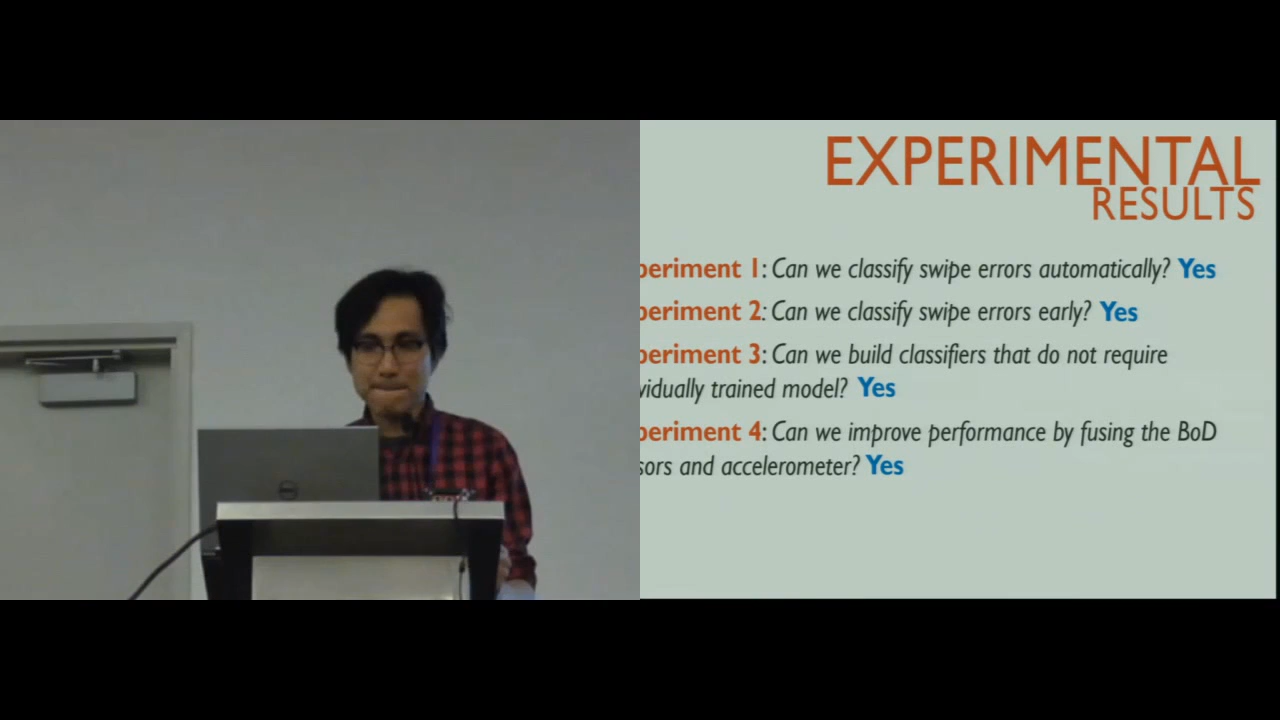 EXPERIMENTAL
RESULTS
periment 1: Can we classify swipe errors automatically? Yes
periment 2: Can we classify swipe errors early? Yes
periment 3: Can we build classifiers that do not require
vidually trained model? Yes
periment 4: Can we improve performance by fusing the BoD
sors and accelerometer? Yes
DELL